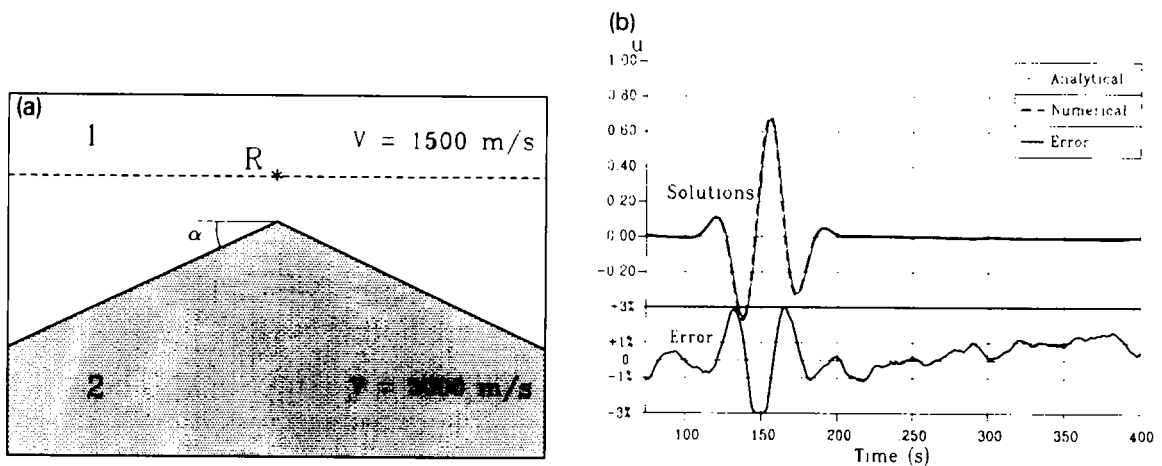 (a)
1
V = 1500 m/s
R
α
2
m/s
(b)
u
1.00
0.80
0.60
0.40
0.20
0.00
-0.20
+3%
+1%
0
-1%
-3%
Solutions
Error
Analytical
Numerical
Error
100 150 200 250 300 350 400
Time (s)